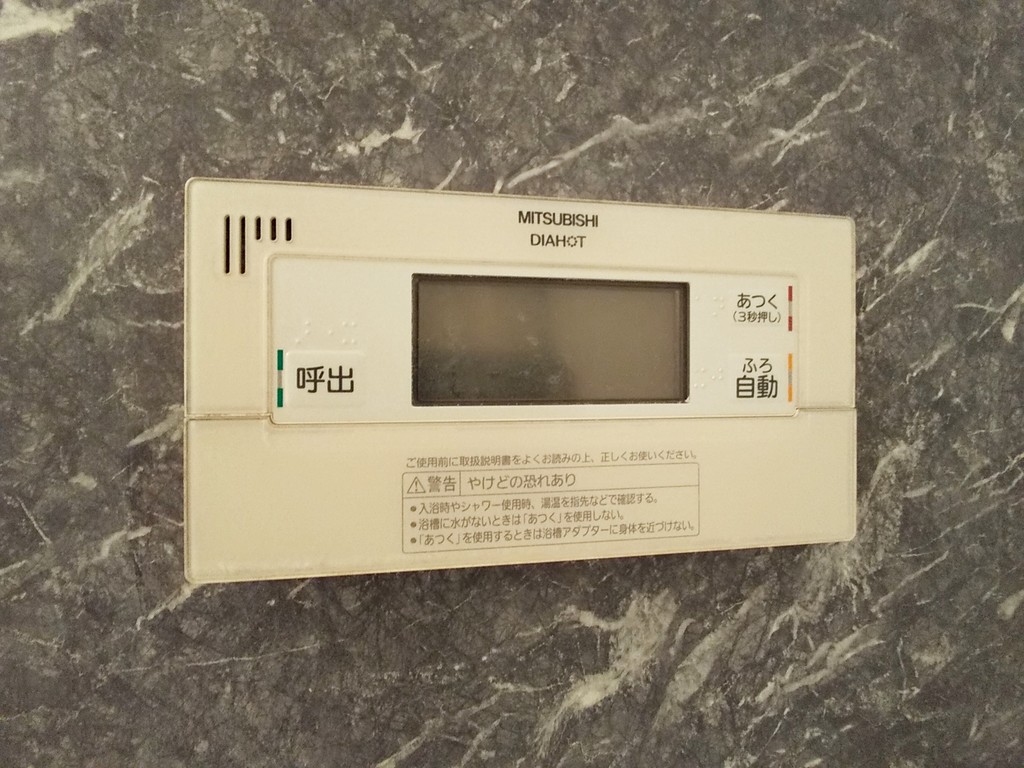 MITSUBISHI
DIAHOT
あつく
(3秒押し)
呼出
ふろ
自動
ご使用前に取扱説明書をよくお読みの上、正しくお使いください。
⚠警告 やけどの恐れあり
●入浴時やシャワー使用時、湯温を指先などで確認する。
●浴槽に水がないときは「あつく」を使用しない。
●「あつく」を使用するときは浴槽アダプターに身体を近づけない。